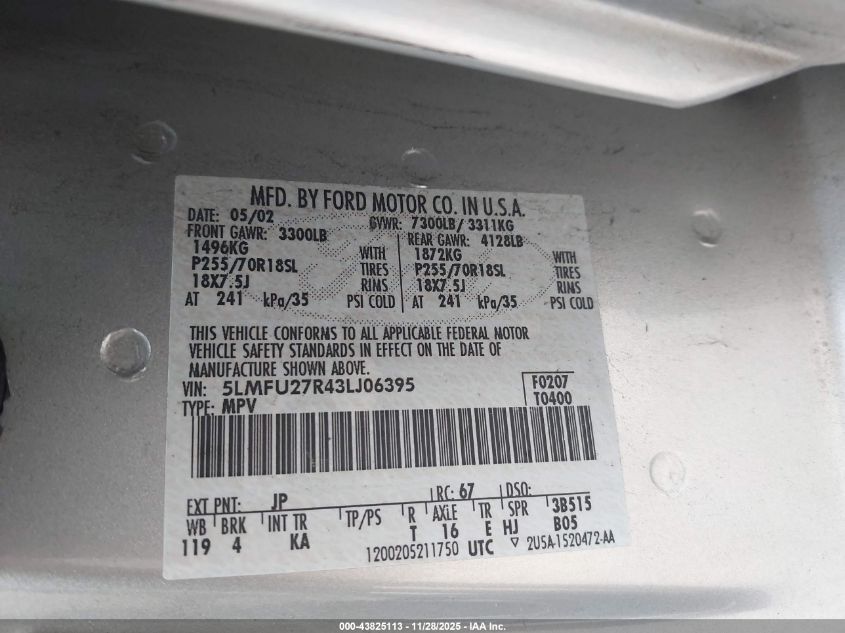 MFD. BY FORD MOTOR CO. IN U.S.A.
DATE: 05/02 GVWR: 7300LB/ 3311KG
FRONT GAWR: 3300LB REAR GAWR: 4128LB
1496KG WITH 1872KG WITH
P255/70R18SL TIRES P255/70R18SL TIRES
18X7.5J RIMS 18X7.5J RIMS
AT 241 kPa/35 PSI COLD AT 241 kPa/35 PSI COLD
THIS VEHICLE CONFORMS TO ALL APPLICABLE FEDERAL MOTOR
VEHICLE SAFETY STANDARDS IN EFFECT ON THE DATE OF
MANUFACTURE SHOWN ABOVE.
VIN: 5LMFU27R43LJ06395 F0207
TYPE: MPV T0400
EXT PNT: JP RC: 67 DSO:
WB BRK INT TR TP/PS R AXLE TR SPR 3B515
119 4 KA T 16 E HJ B05
1200205211750 UTC ▽ 2USA-1520472-AA
000-43825113 - 11/28/2025 - IAA Inc.